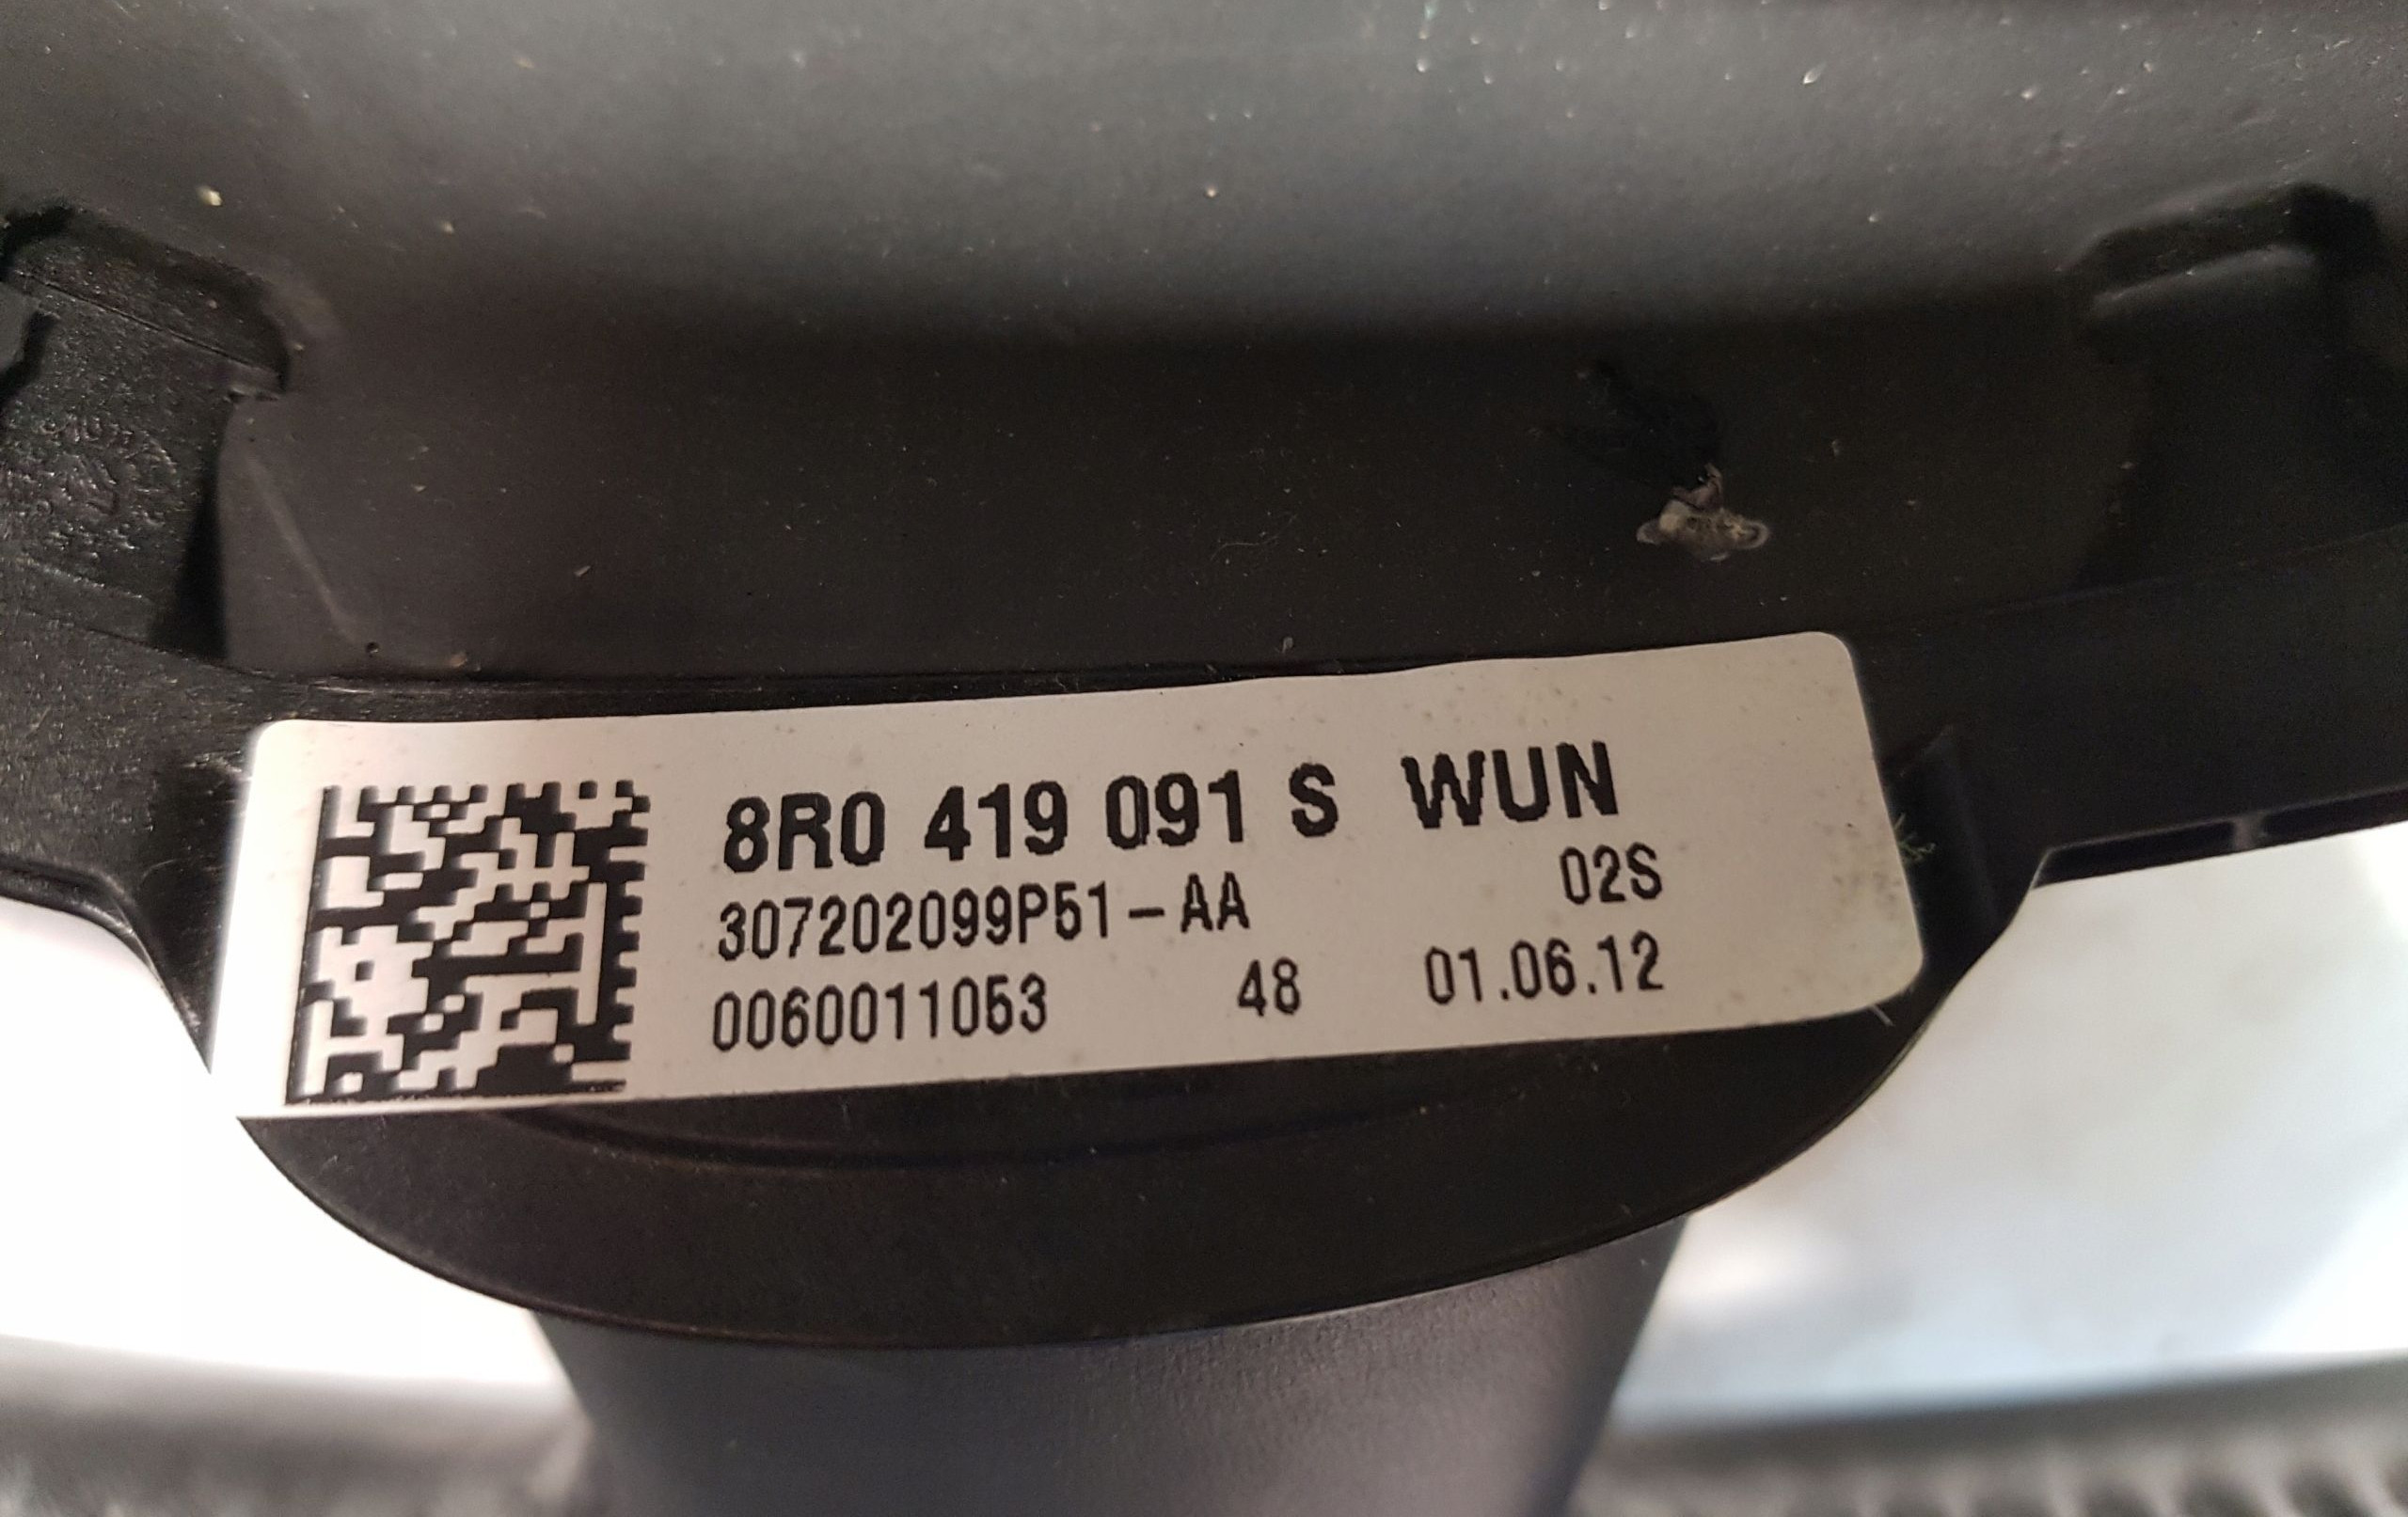 8R0 419 091 S WUN
02S
307202099P51-AA
0060011053 48 01.06.12